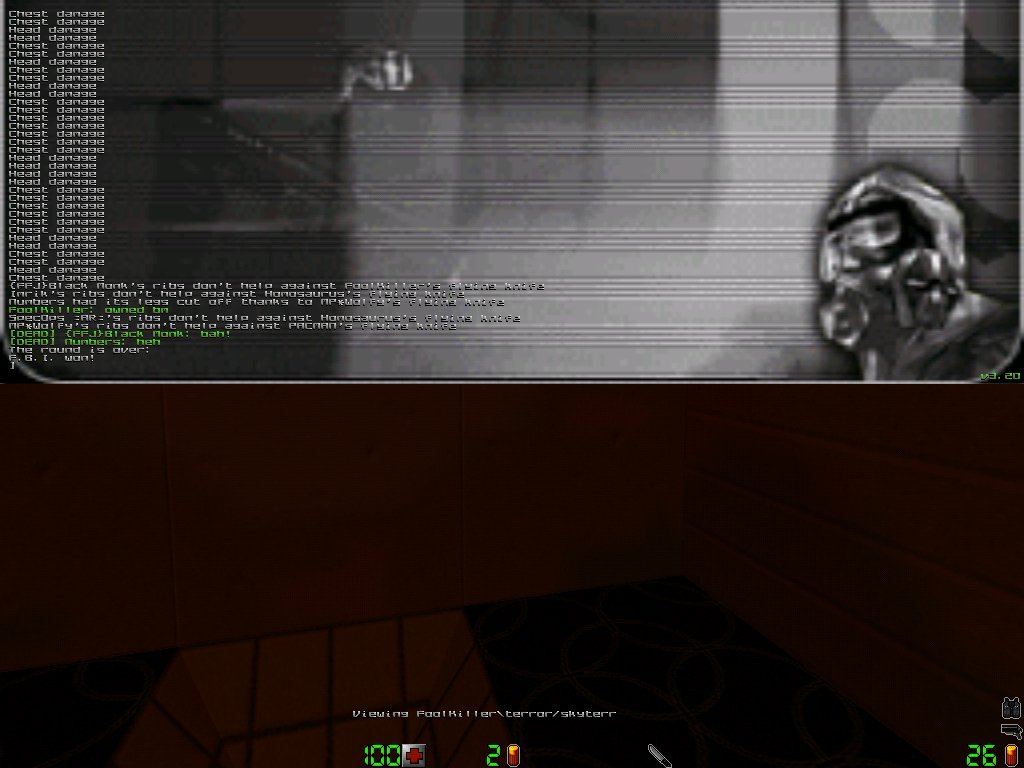 Chest damage
Chest damage
Head damage
Head damage
Chest damage
Chest damage
Head damage
Chest damage
Chest damage
Head damage
Head damage
Chest damage
Chest damage
Chest damage
Chest damage
Chest damage
Chest damage
Chest damage
Head damage
Head damage
Head damage
Head damage
Chest damage
Chest damage
Chest damage
Chest damage
Chest damage
Chest damage
Head damage
Head damage
Chest damage
Chest damage
Head damage
Chest damage
{FFJ}Black Monk's ribs don't help against FoolKiller's flying knife
Imrik's ribs don't help against Homosaurus's flying knife
Numbers had its legs cut off thanks to MPxWolfy's flying knife
FoolKiller: owned bm
SpecOps :AR:'s ribs don't help against Homosaurus's flying knife
MPxWolfy's ribs don't help against PACMAN's flying knife
[DEAD] {FFJ}Black Monk: bah!
[DEAD] Numbers: heh
The round is over:
F.B.I. won!
]
v3.20
Viewing FoolKiller\terror/skyterr
100
2
26